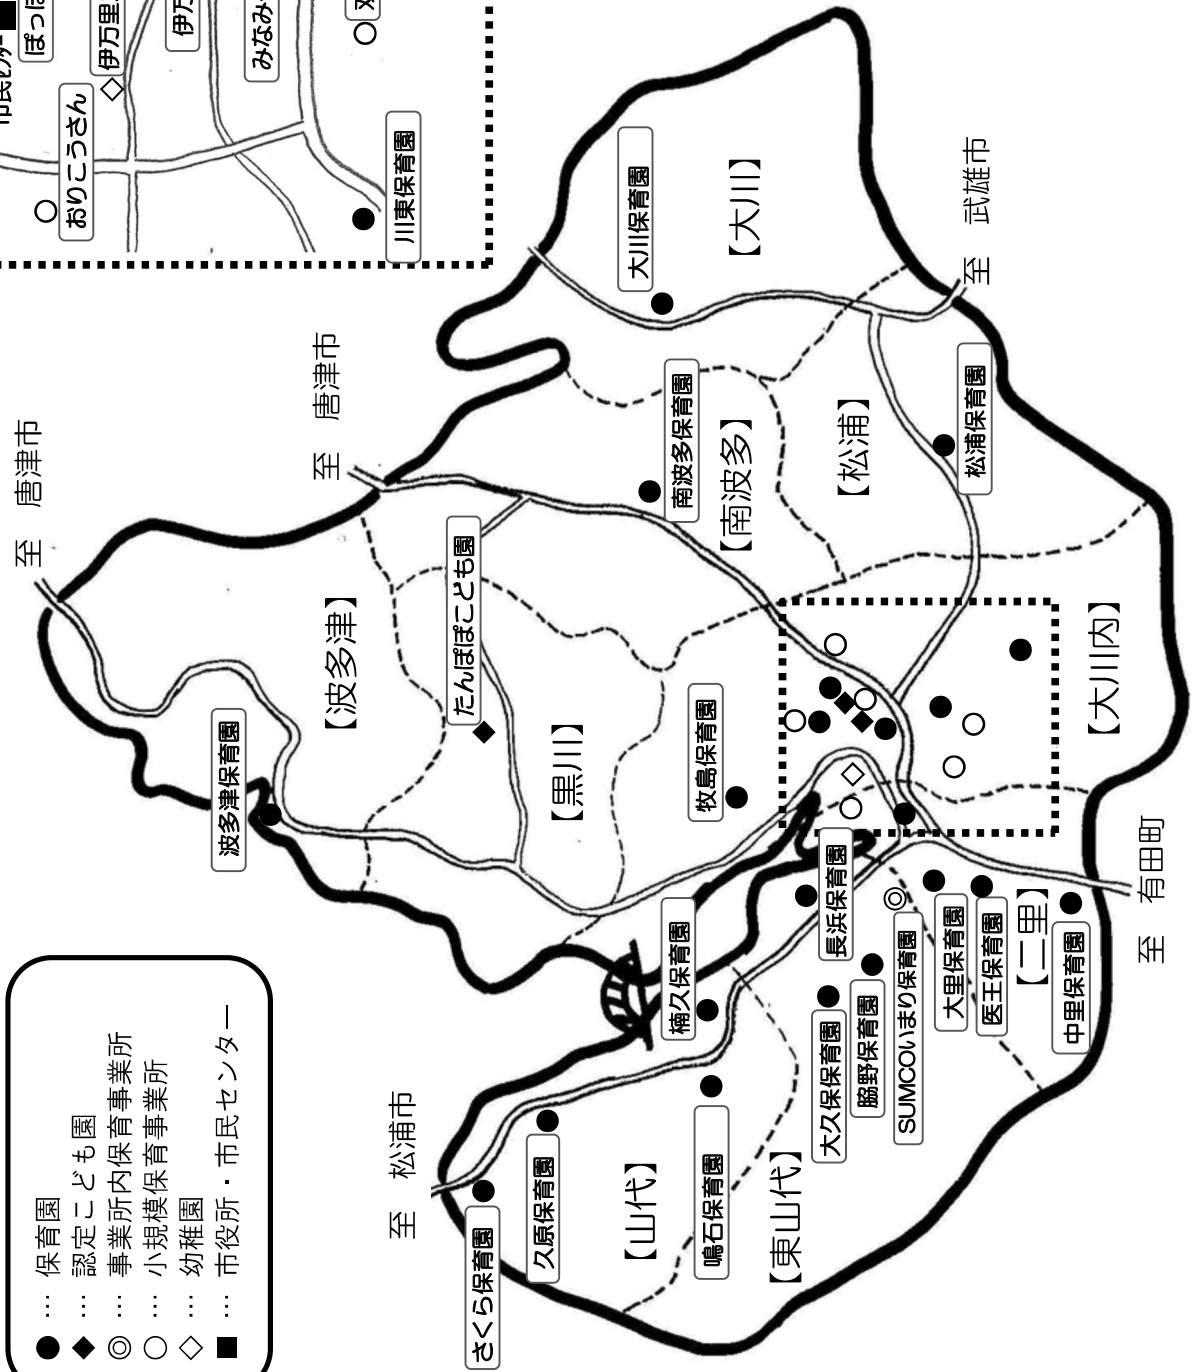 ● … 保育園
◆ … 認定こども園
◎ … 事業所内保育事業所
○ … 小規模保育事業所
◇ … 幼稚園
■ … 市役所・市民センター
至 唐津市
至 唐津市
至 松浦市
至 武雄市
至 有田町
【波多津】
波多津保育園
【黒川】
たんぽぽこども園
牧島保育園
【南波多】
南波多保育園
【大川】
大川保育園
【松浦】
松浦保育園
【大川内】
【二里】
長浜保育園
SUMCOいまり保育園
大里保育園
医王保育園
中里保育園
【東山代】
楠久保育園
大久保保育園
脇野保育園
鳴石保育園
【山代】
久原保育園
さくら保育園
おりこうさん
川東保育園
ぽっぽ
伊万里
伊万
みなみ
市民センター